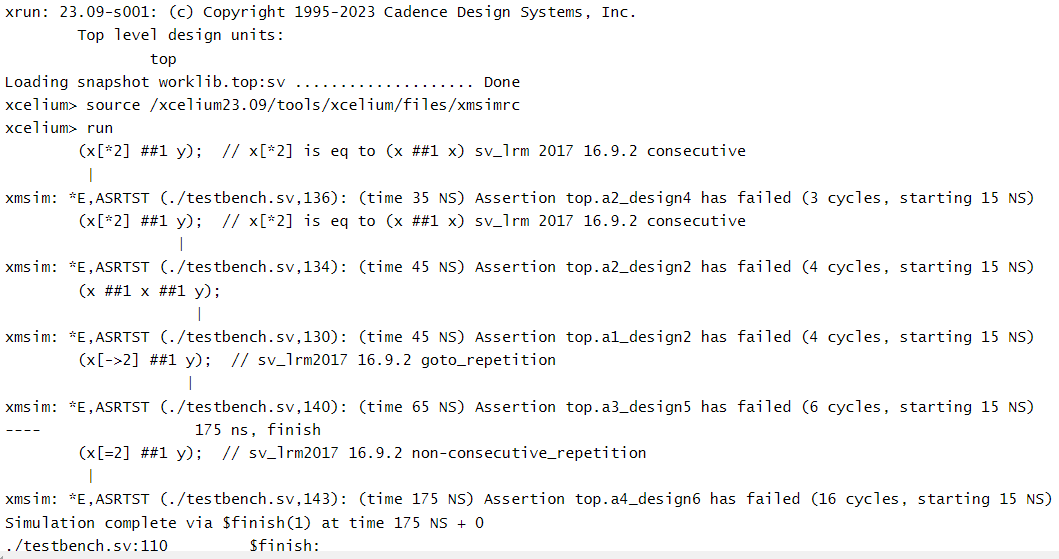 xrun: 23.09-s001: (c) Copyright 1995-2023 Cadence Design Systems, Inc.
        Top level design units:
                top
Loading snapshot worklib.top:sv .................... Done
xcelium> source /xcelium23.09/tools/xcelium/files/xmsimrc
xcelium> run
        (x[*2] ##1 y);  // x[*2] is eq to (x ##1 x) sv_lrm 2017 16.9.2 consecutive
         |
xmsim: *E,ASRTST (./testbench.sv,136): (time 35 NS) Assertion top.a2_design4 has failed (3 cycles, starting 15 NS)
        (x[*2] ##1 y);  // x[*2] is eq to (x ##1 x) sv_lrm 2017 16.9.2 consecutive
                   |
xmsim: *E,ASRTST (./testbench.sv,134): (time 45 NS) Assertion top.a2_design2 has failed (4 cycles, starting 15 NS)
        (x ##1 x ##1 y);
                     |
xmsim: *E,ASRTST (./testbench.sv,130): (time 45 NS) Assertion top.a1_design2 has failed (4 cycles, starting 15 NS)
        (x[->2] ##1 y);  // sv_lrm2017 16.9.2 goto_repetition
                    |
xmsim: *E,ASRTST (./testbench.sv,140): (time 65 NS) Assertion top.a3_design5 has failed (6 cycles, starting 15 NS)
----                 175 ns, finish
        (x[=2] ##1 y);  // sv_lrm2017 16.9.2 non-consecutive_repetition
         |
xmsim: *E,ASRTST (./testbench.sv,143): (time 175 NS) Assertion top.a4_design6 has failed (16 cycles, starting 15 NS)
Simulation complete via $finish(1) at time 175 NS + 0
./testbench.sv:110         $finish;